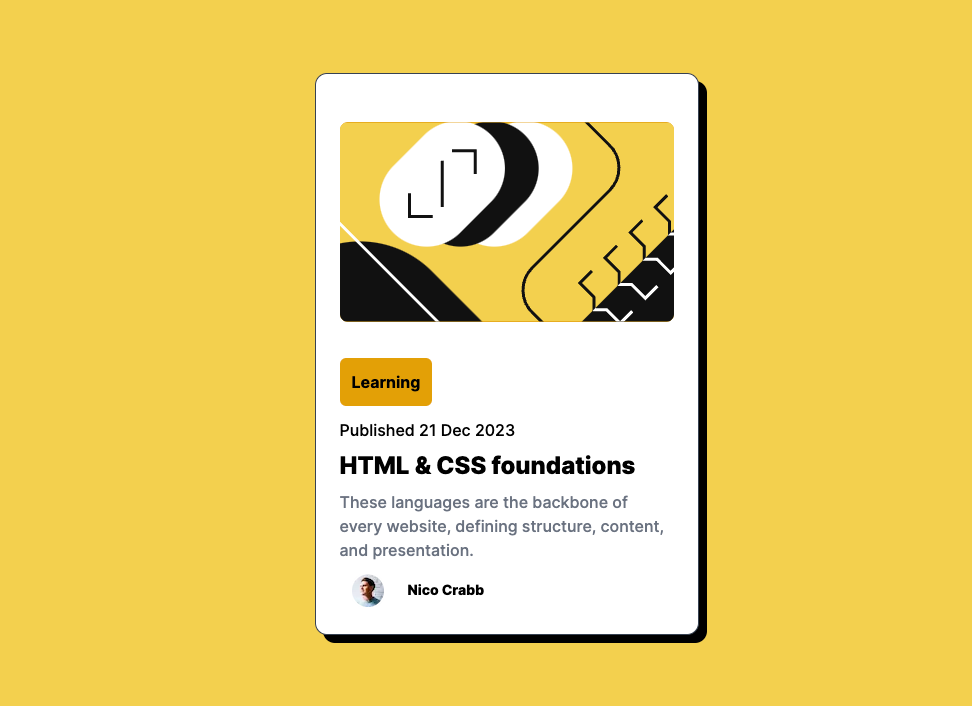 Learning
Published 21 Dec 2023
HTML & CSS foundations
These languages are the backbone of
every website, defining structure, content,
and presentation.
Nico Crabb